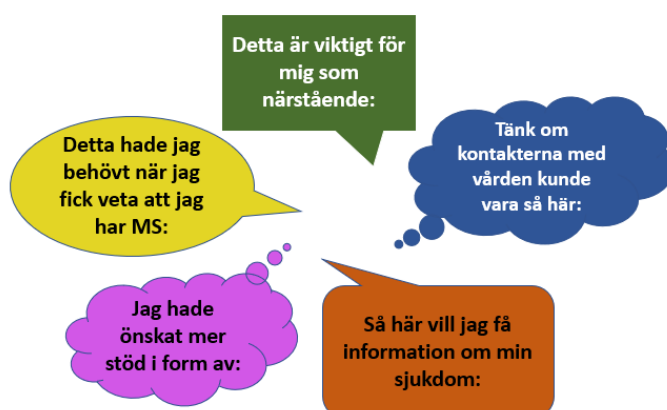 Detta är viktigt för
mig som
närstående:
Detta hade jag
behövt när jag
fick veta att jag
har MS:
Tänk om
kontakterna med
vården kunde
vara så här:
Jag hade
önskat mer
stöd i form av:
Så här vill jag få
information om min
sjukdom: